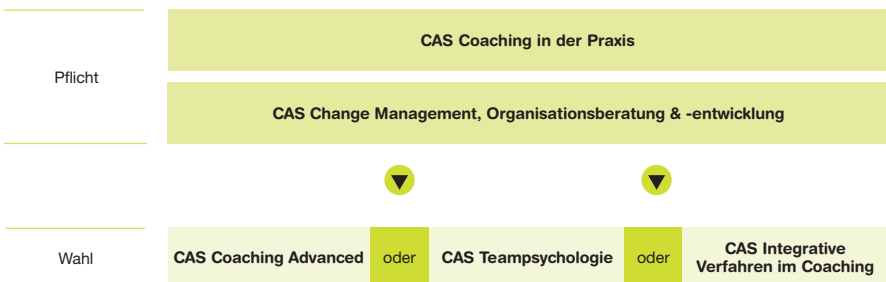 CAS Coaching in der Praxis
Pflicht
CAS Change Management, Organisationsberatung & -entwicklung
Wahl
CAS Coaching Advanced
oder
CAS Teampsychologie
oder
CAS Integrative
Verfahren im Coaching